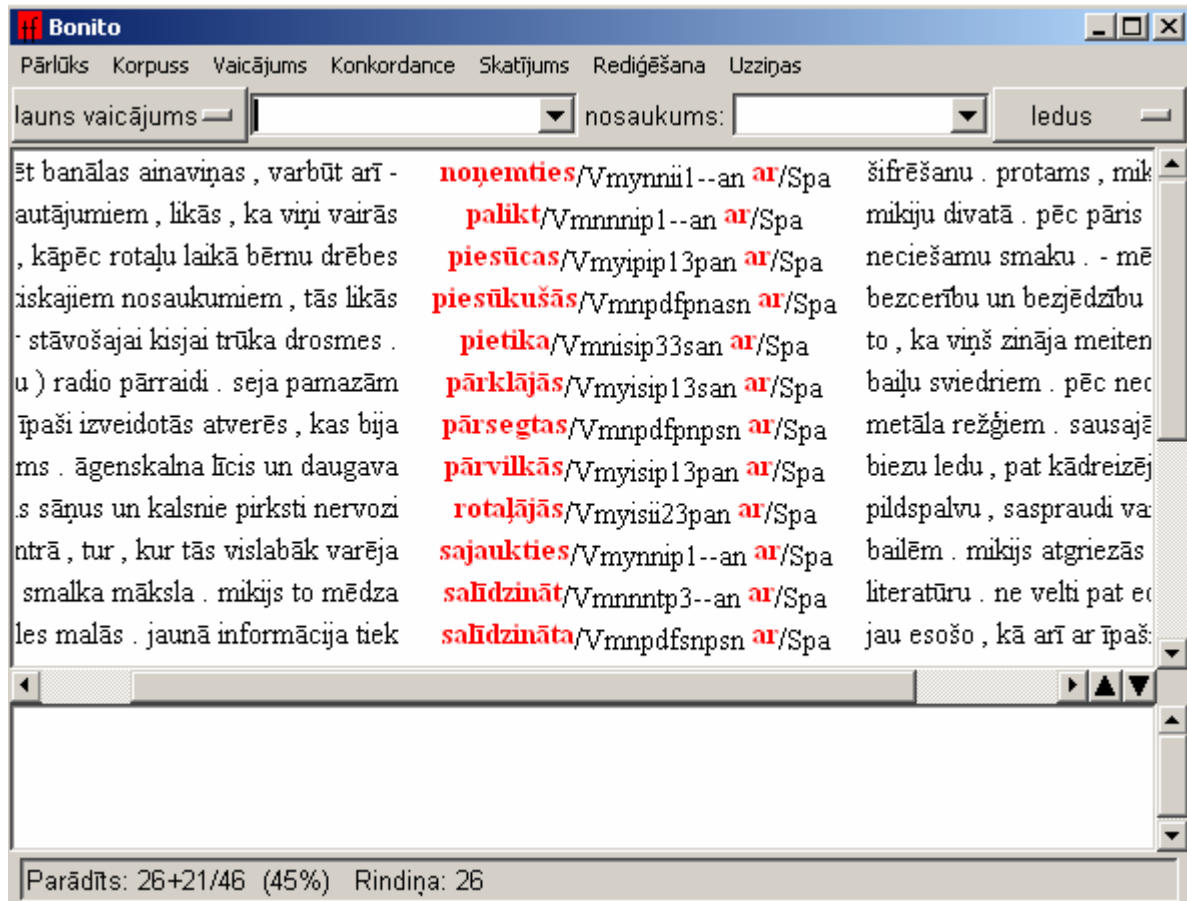 Bonito
Pārlūks Korpuss Vaicājums Konkordance Skatījums Rediģēšana Uzziņas
launs vaicājums nosaukums: ledus
ēt banālas ainaviņas , varbūt arī - noņemties/Vmynnii1--an ar/Spa šifrēšanu . protams , mik
autājumiem , likās , ka viņi vairās palikt/Vmnnnip1--an ar/Spa mikiju divatā . pēc pāris
, kāpēc rotaļu laikā bērnu drēbes piesūcas/Vmyipip13pan ar/Spa neciešamu smaku . - mē
iskajiem nosaukumiem , tās likās piesūkušās/Vmnpdfpnasn ar/Spa bezcerību un bezjēdzību
stāvošajai kisjai trūka drosmes . pietika/Vmnisip33san ar/Spa to , ka viņš zināja meiten
u ) radio pārraidi . seja pamazām pārklājās/Vmyisip13san ar/Spa baiļu sviedriem . pēc nec
īpaši izveidotās atverēs , kas bija pārsegtas/Vmnpdfpnpsn ar/Spa metāla režģiem . sausajā
ms . āgenskalna līcis un daugava pārvilkās/Vmyisip13pan ar/Spa biezu ledu , pat kādreizēj
s sāņus un kalsnie pirksti nervozi rotaļājās/Vmyisii23pan ar/Spa pildspalvu , saspraudi va
ntrā , tur , kur tās vislabāk varēja sajaukties/Vmynnip1--an ar/Spa bailēm . mikijs atgriezās
smalka māksla . mikijs to mēdza salīdzināt/Vmnnntp3--an ar/Spa literatūru . ne velti pat ec
les malās . jaunā informācija tiek salīdzināta/Vmnpdfsnpsn ar/Spa jau esošo , kā arī ar īpaš
Parādīts: 26+21/46 (45%) Rindiņa: 26